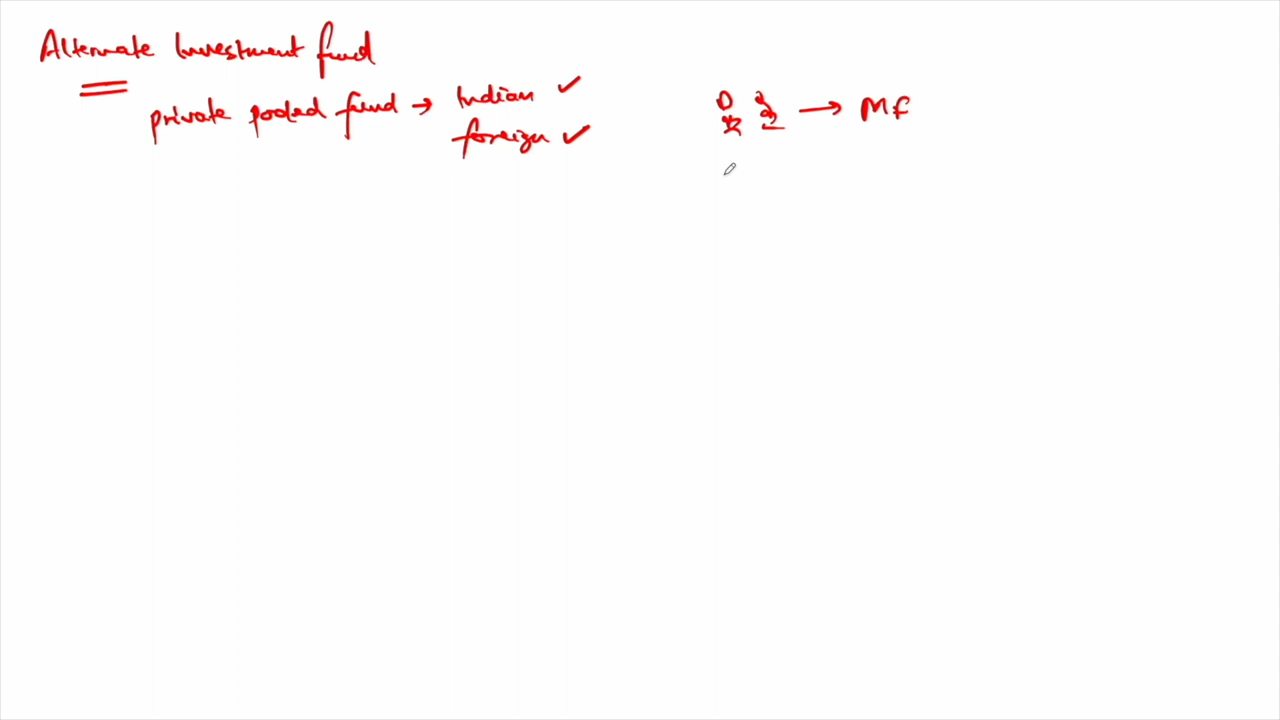 Alternate Investment fund
private pooled fund → Indian ✓
foreign ✓
→ MF